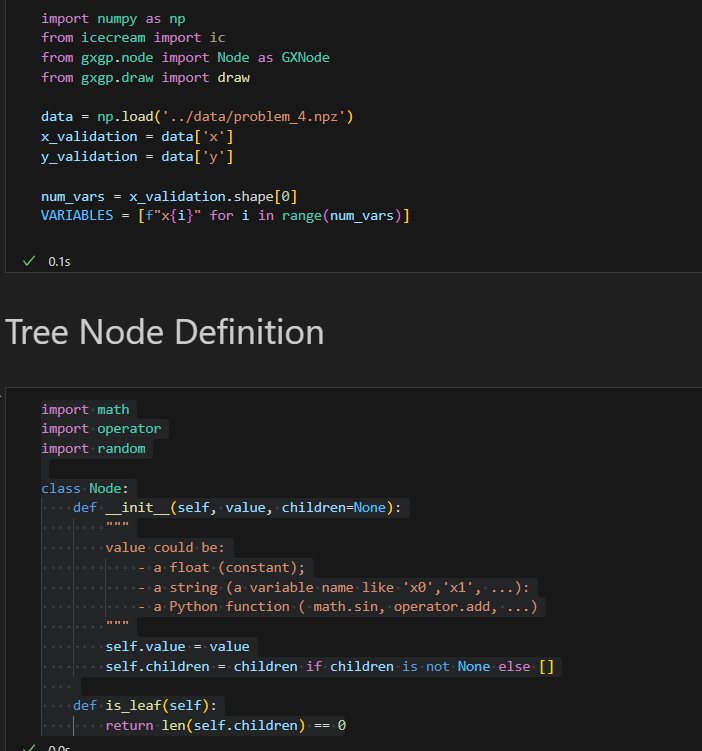 import numpy as np
from icecream import ic
from gxgp.node import Node as GXNode
from gxgp.draw import draw
data = np.load('../data/problem_4.npz')
x_validation = data['x']
y_validation = data['y']
num_vars = x_validation.shape[0]
VARIABLES = [f"x{i}" for i in range(num_vars)]
0.1s
Tree Node Definition
import math
import operator
import random
class Node:
    def __init__(self, value, children=None):
        """
        value could be:
            - a float (constant);
            - a string (a variable name like 'x0','x1', ...):
            - a Python function ( math.sin, operator.add, ...)
        """
        self.value = value
        self.children = children if children is not None else []
    def is_leaf(self):
        return len(self.children) == 0
0.0s